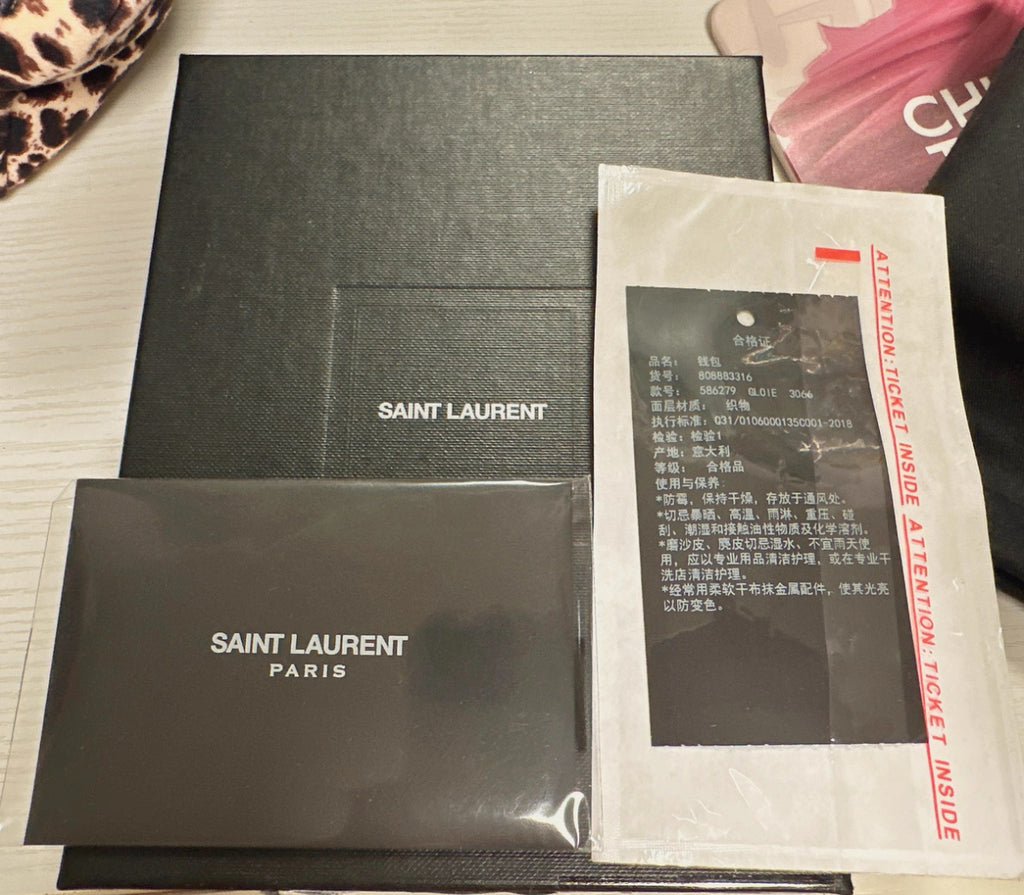 CH
SAINT LAURENT
SAINT LAURENT
PARIS
合格证
品名: 钱包
货号: 808883316
款号: 586279 GLOIE 3066
面层材质: 织物
执行标准: Q31/0106000135C001-2018
检验: 检验1
产地: 意大利
等级: 合格品
使用与保养:
*防霉, 保持干燥, 存放于通风处。
*切忌暴晒、高温、雨淋、重压、碰
刮、潮湿和接触油性物质及化学溶剂。
*磨沙皮、麂皮切忌湿水、不宜雨天使
用, 应以专业用品清洁护理, 或在专业干
洗店清洁护理。
*经常用柔软干布抹金属配件, 使其光亮
以防变色。
ATTENTION:TICKET INSIDE ATTENTION:TICKET INSIDE